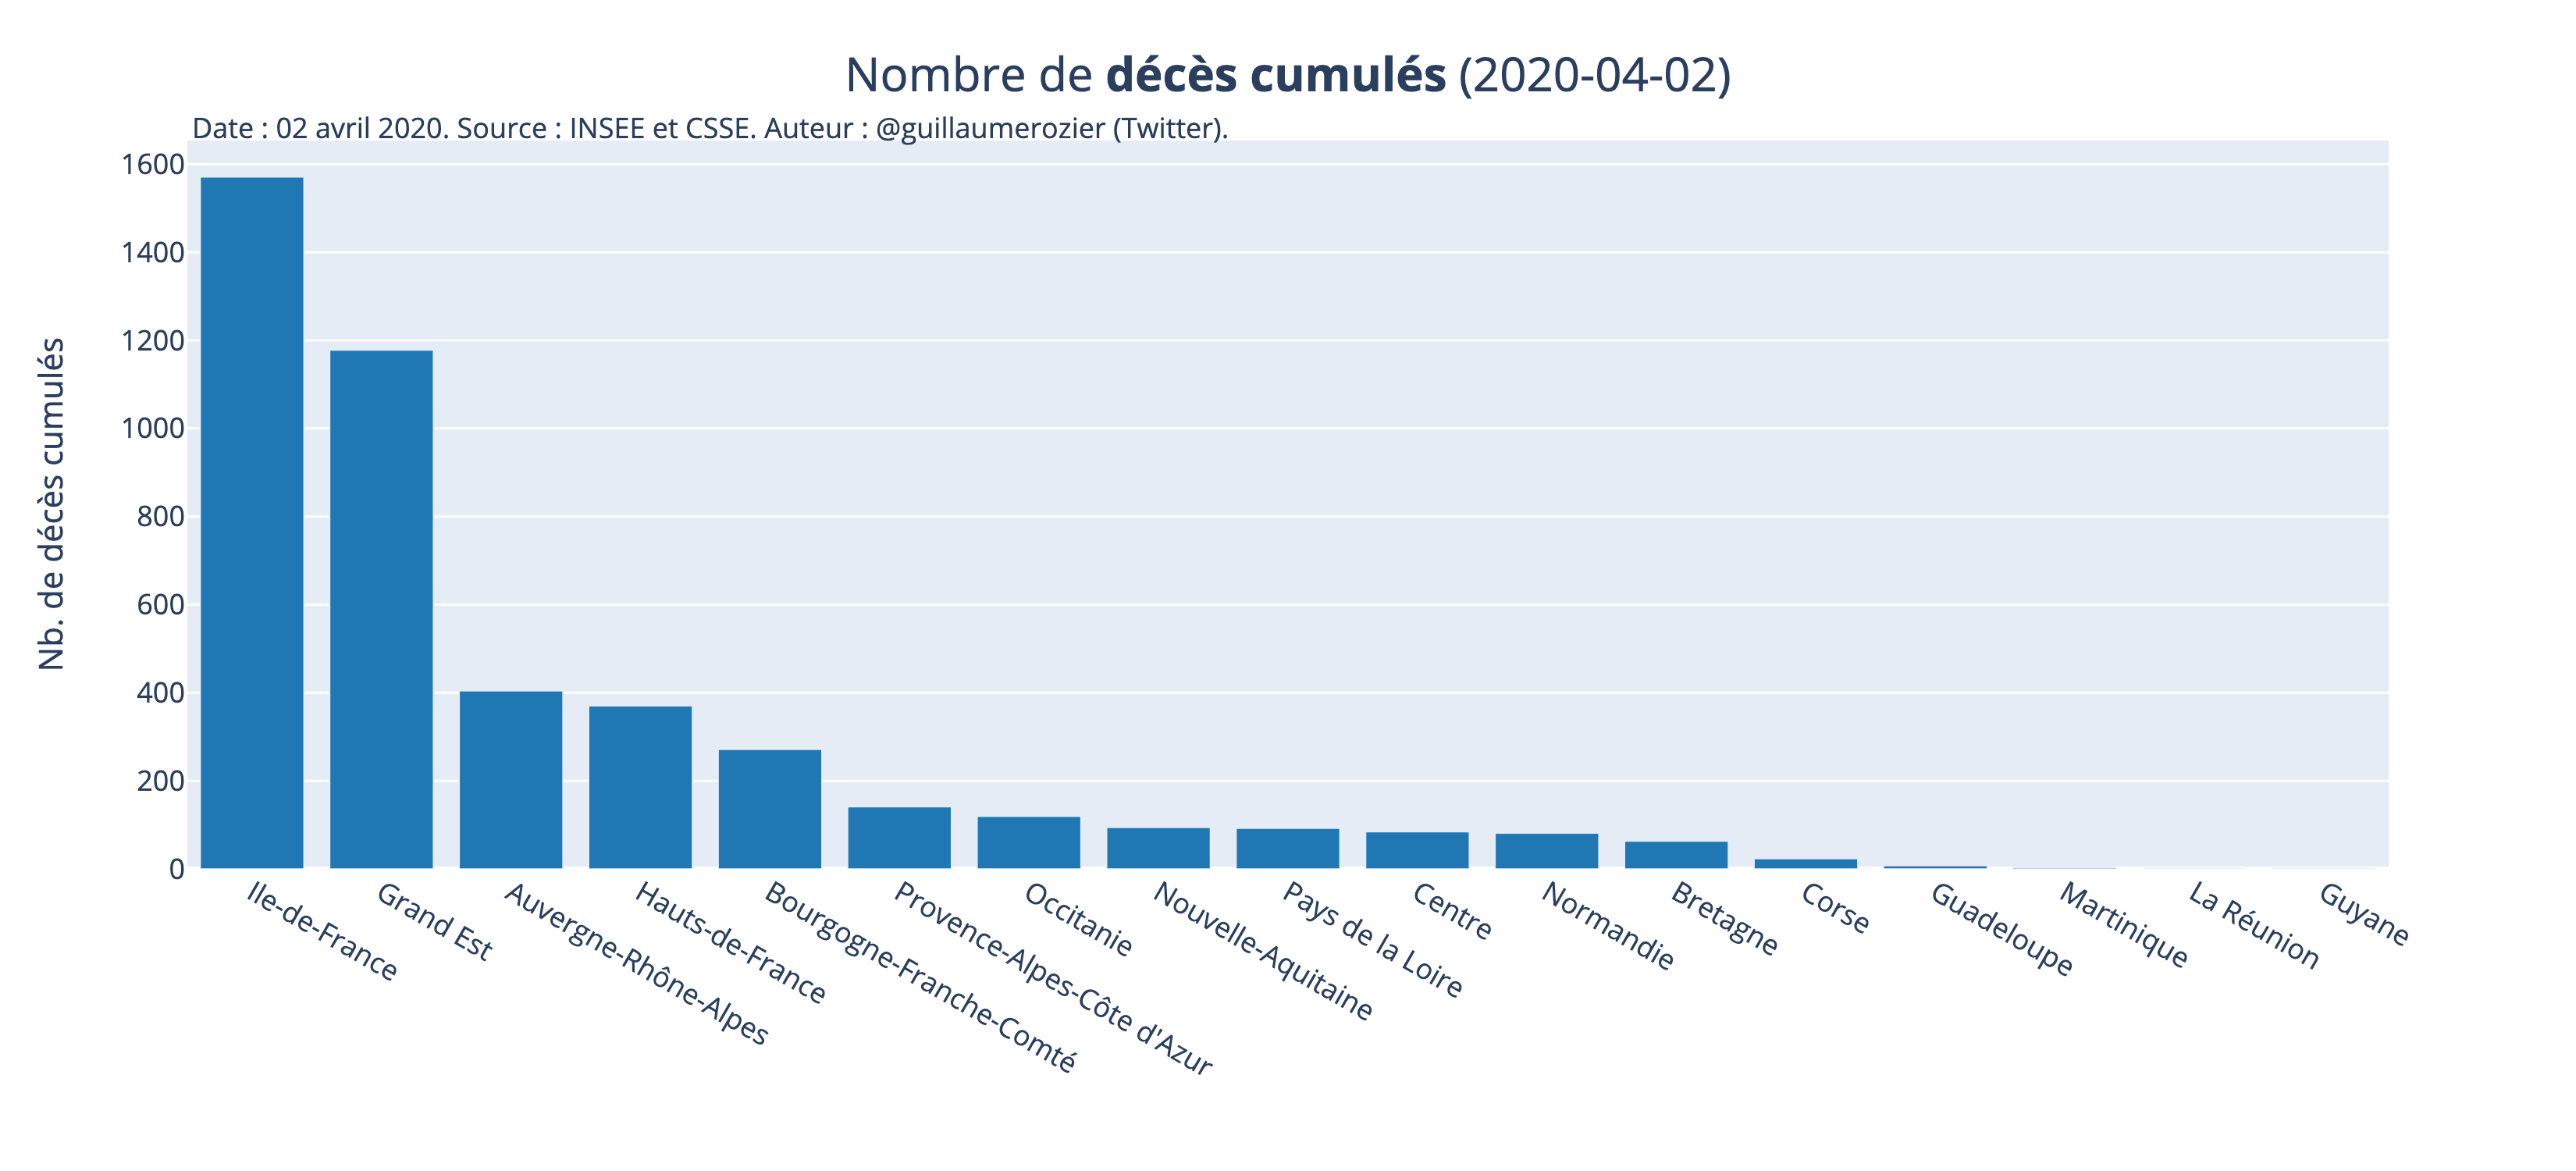 Nombre de décès cumulés (2020-04-02)
Date : 02 avril 2020. Source : INSEE et CSSE. Auteur : @guillaumerozier (Twitter).
Nb. de décès cumulés
1600
1400
1200
1000
800
600
400
200
0
Ile-de-France
Grand Est
Auvergne-Rhône-Alpes
Hauts-de-France
Bourgogne-Franche-Comté
Provence-Alpes-Côte d'Azur
Occitanie
Nouvelle-Aquitaine
Pays de la Loire
Centre
Normandie
Bretagne
Corse
Guadeloupe
Martinique
La Réunion
Guyane